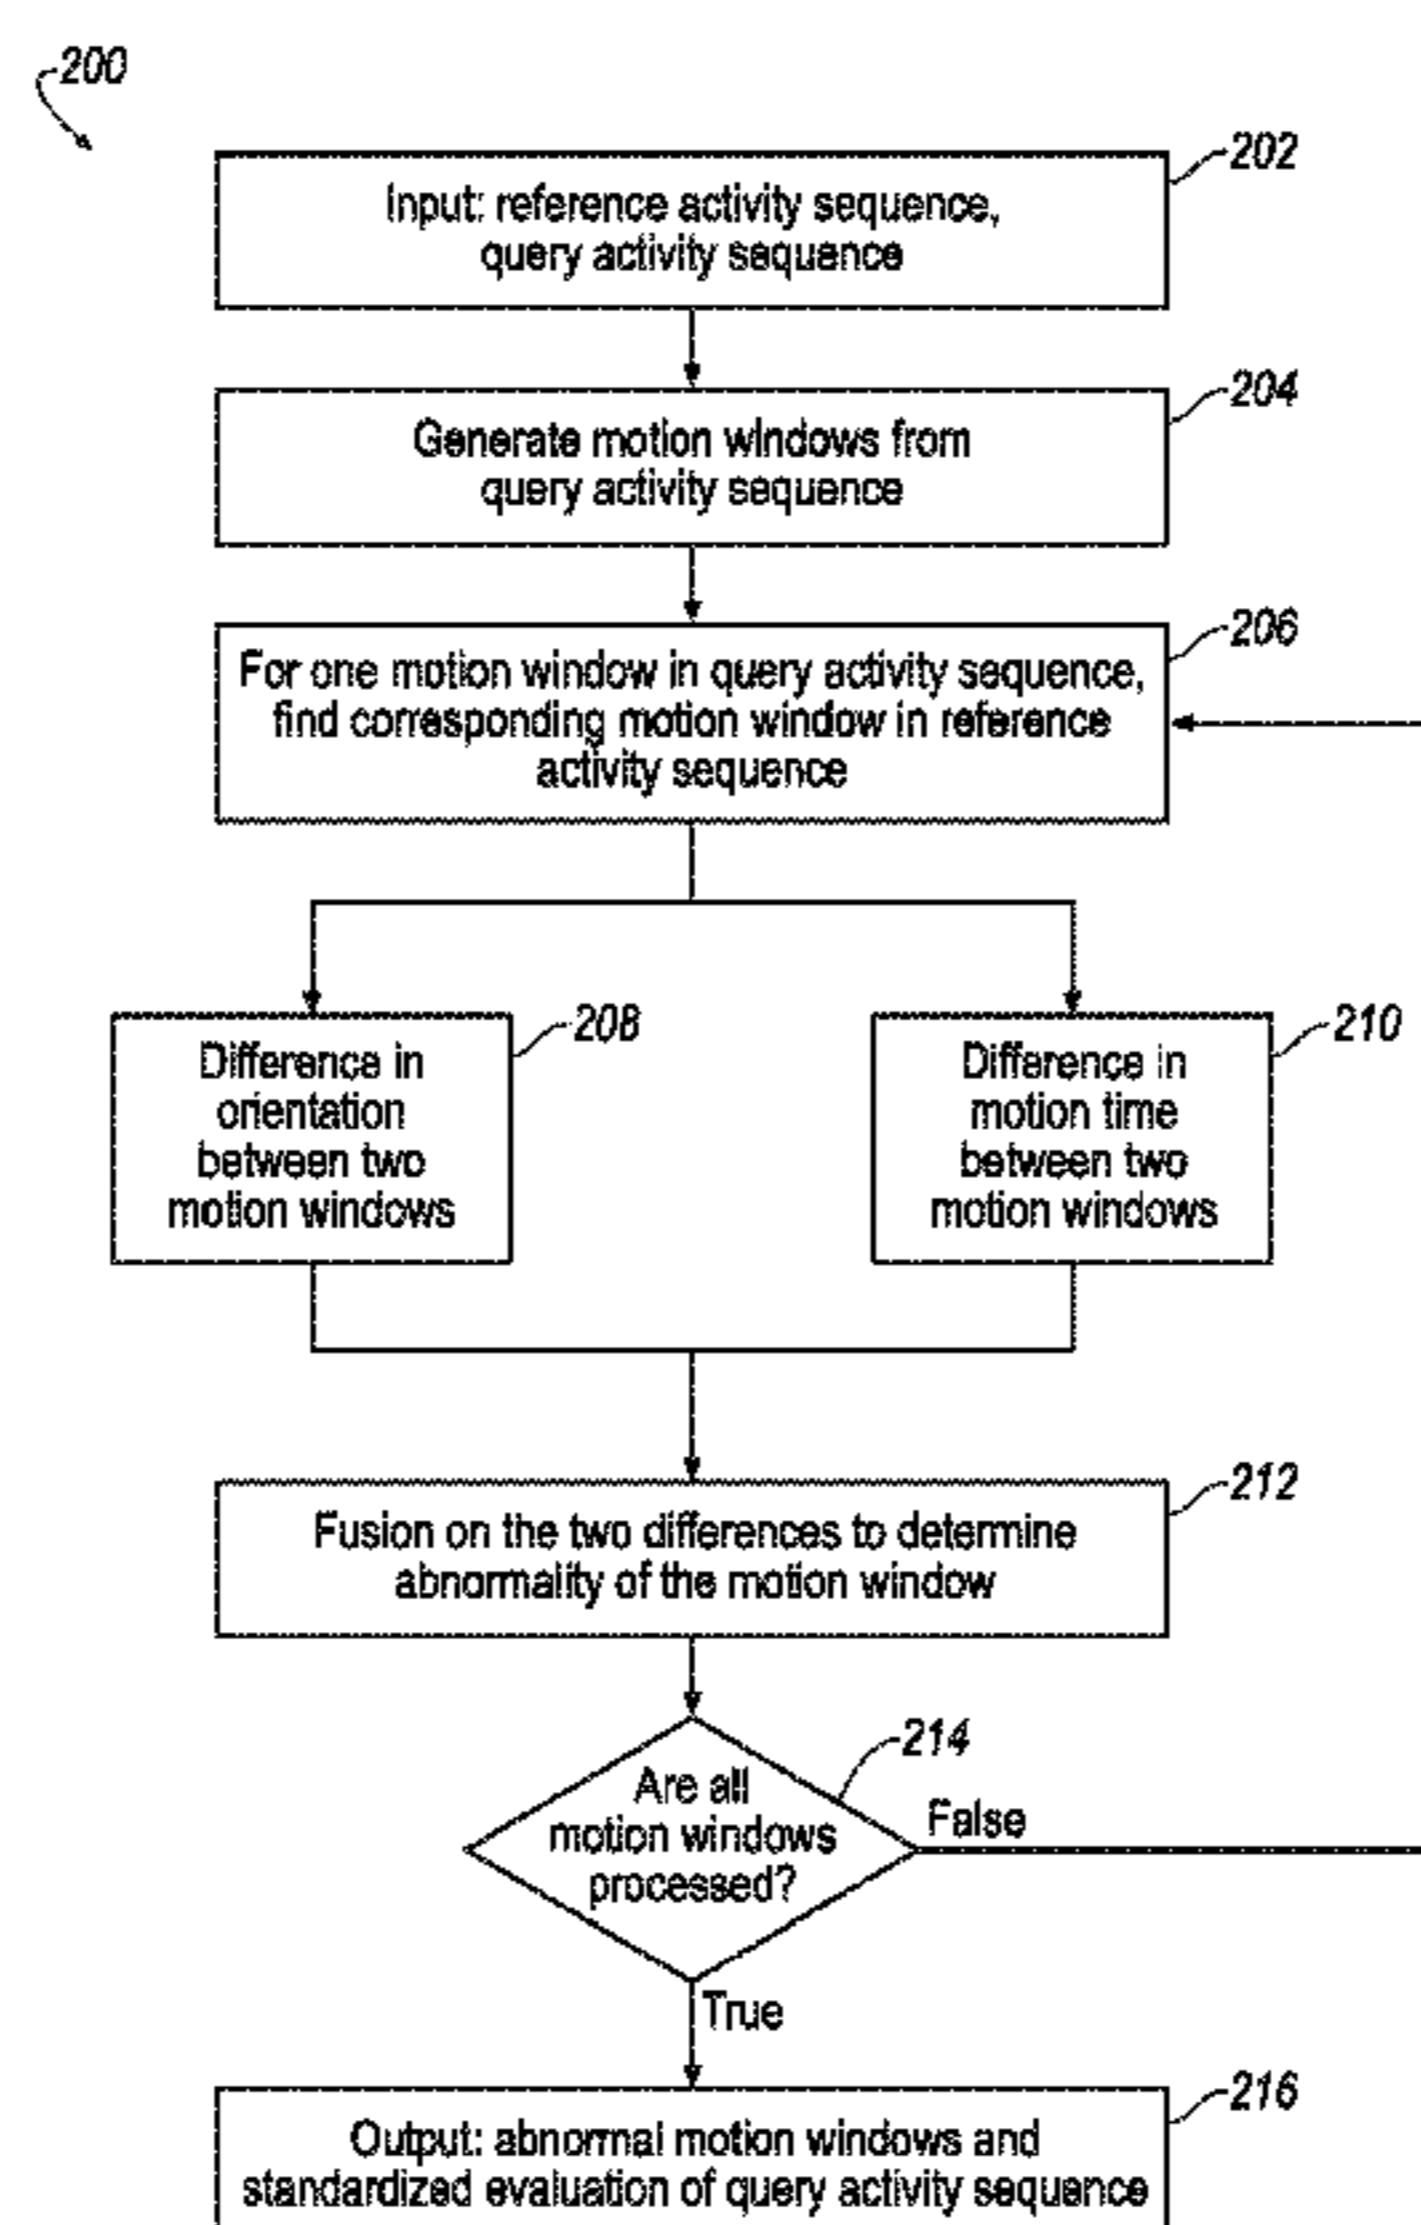 200
202
Input: reference activity sequence,
query activity sequence
204
Generate motion windows from
query activity sequence
206
For one motion window in query activity sequence,
find corresponding motion window in reference
activity sequence
208
Difference in
orientation
between two
motion windows
210
Difference in
motion time
between two
motion windows
212
Fusion on the two differences to determine
abnormality of the motion window
214
Are all
motion windows
processed?
False
True
216
Output: abnormal motion windows and
standardized evaluation of query activity sequence